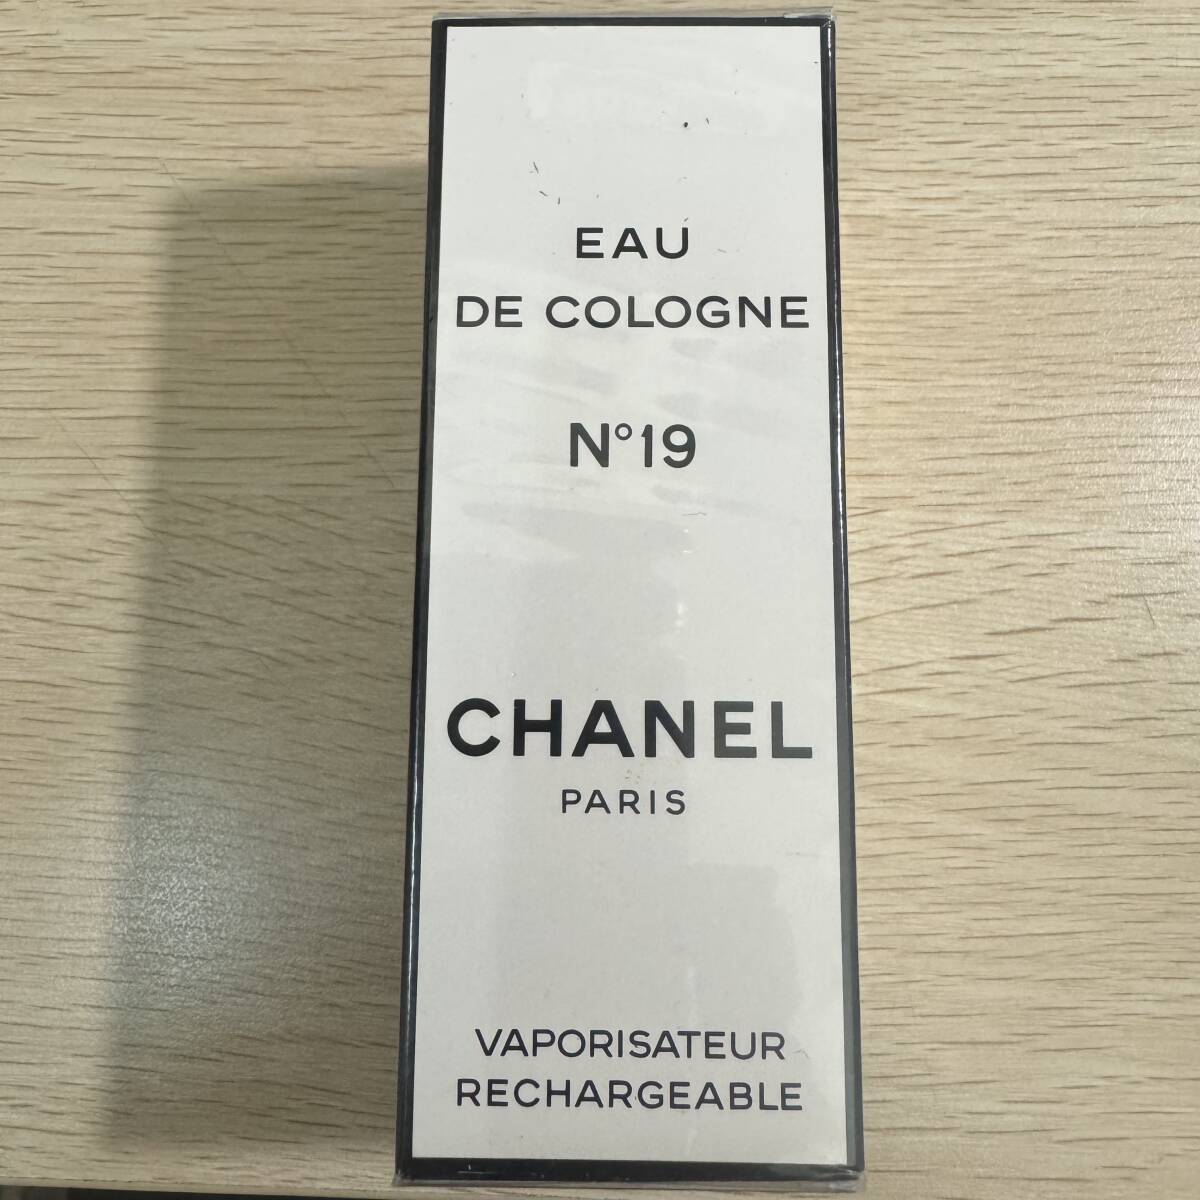 EAU
DE COLOGNE
N°19
CHANEL
PARIS
VAPORISATEUR
RECHARGEABLE